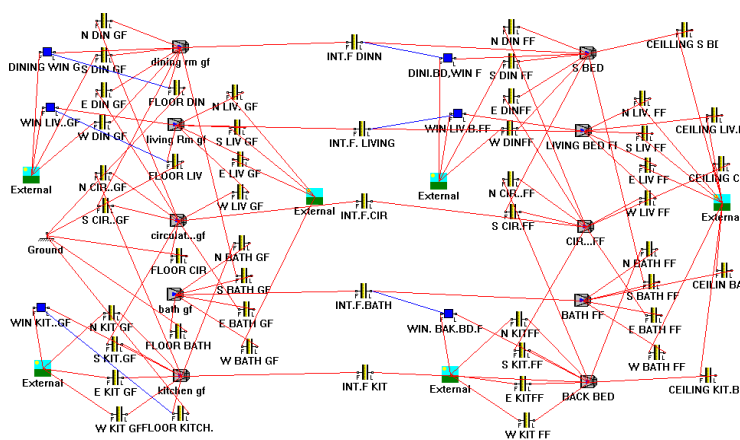 N DIN GF
DINING WIN G
S DIN GF
dining rm gf
E DIN GF
FLOOR DIN
N LIV. GF
WIN LIV..GF
W DIN GF
living Rm gf
S LIV GF
FLOOR LIV
E LIV GF
External
N CIR..GF
W LIV GF
External
S CIR..GF
circulat...gf
Ground
FLOOR CIR
N BATH GF
S BATH GF
bath gf
WIN KIT..GF
N KIT GF
E.BATH GF
FLOOR BATH
S KIT.GF
W BATH GF
External
E KIT GF
kitchen gf
W KIT GF
FLOOR KITCH.
INT.F DINN
INT.F. LIVING
INT.F.CIR
INT.F.BATH
INT.F KIT
N DIN FF
DINI.BD,WIN F
S DIN FF
S BED
CEILLING S BI
E DINFF
N LIV. FF
WIN LIV.B.FF
W DINFF
LIVING BED FI
S LIV FF
CEILING LIV.I
E LIV FF
External
N CIR..FF
CEILING C
W LIV FF
External
S CIR.FF
CIR...FF
N BATH FF
S BATH FF
CEILIN BA
BATH FF
WIN. BAK.BD.F
N KITFF
E BATH FF
S KIT.FF
W BATH FF
External
E KITFF
BACK BED
CEILING KIT.B
W KIT FF